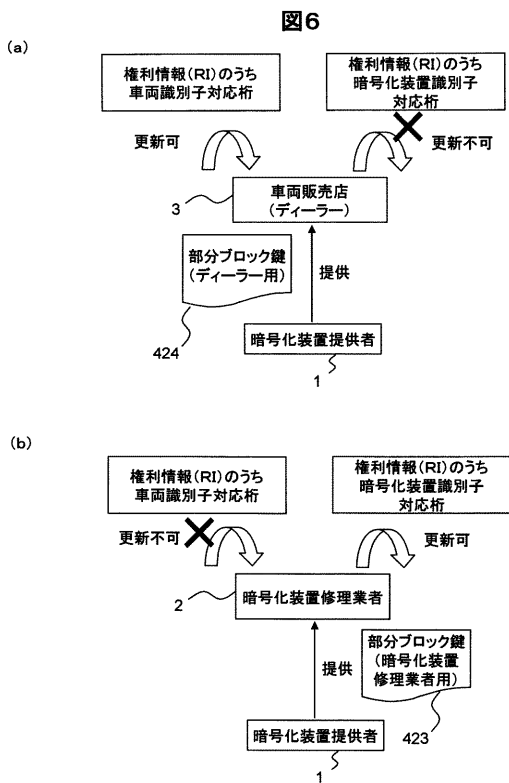 図6
(a)
権利情報(RI)のうち
車両識別子対応桁
権利情報(RI)のうち
暗号化装置識別子
対応桁
更新可
更新不可
3
車両販売店
(ディーラー)
部分ブロック鍵
(ディーラー用)
提供
424
暗号化装置提供者
1
(b)
権利情報(RI)のうち
車両識別子対応桁
権利情報(RI)のうち
暗号化装置識別子
対応桁
更新不可
更新可
2
暗号化装置修理業者
提供
部分ブロック鍵
(暗号化装置
修理業者用)
423
暗号化装置提供者
1